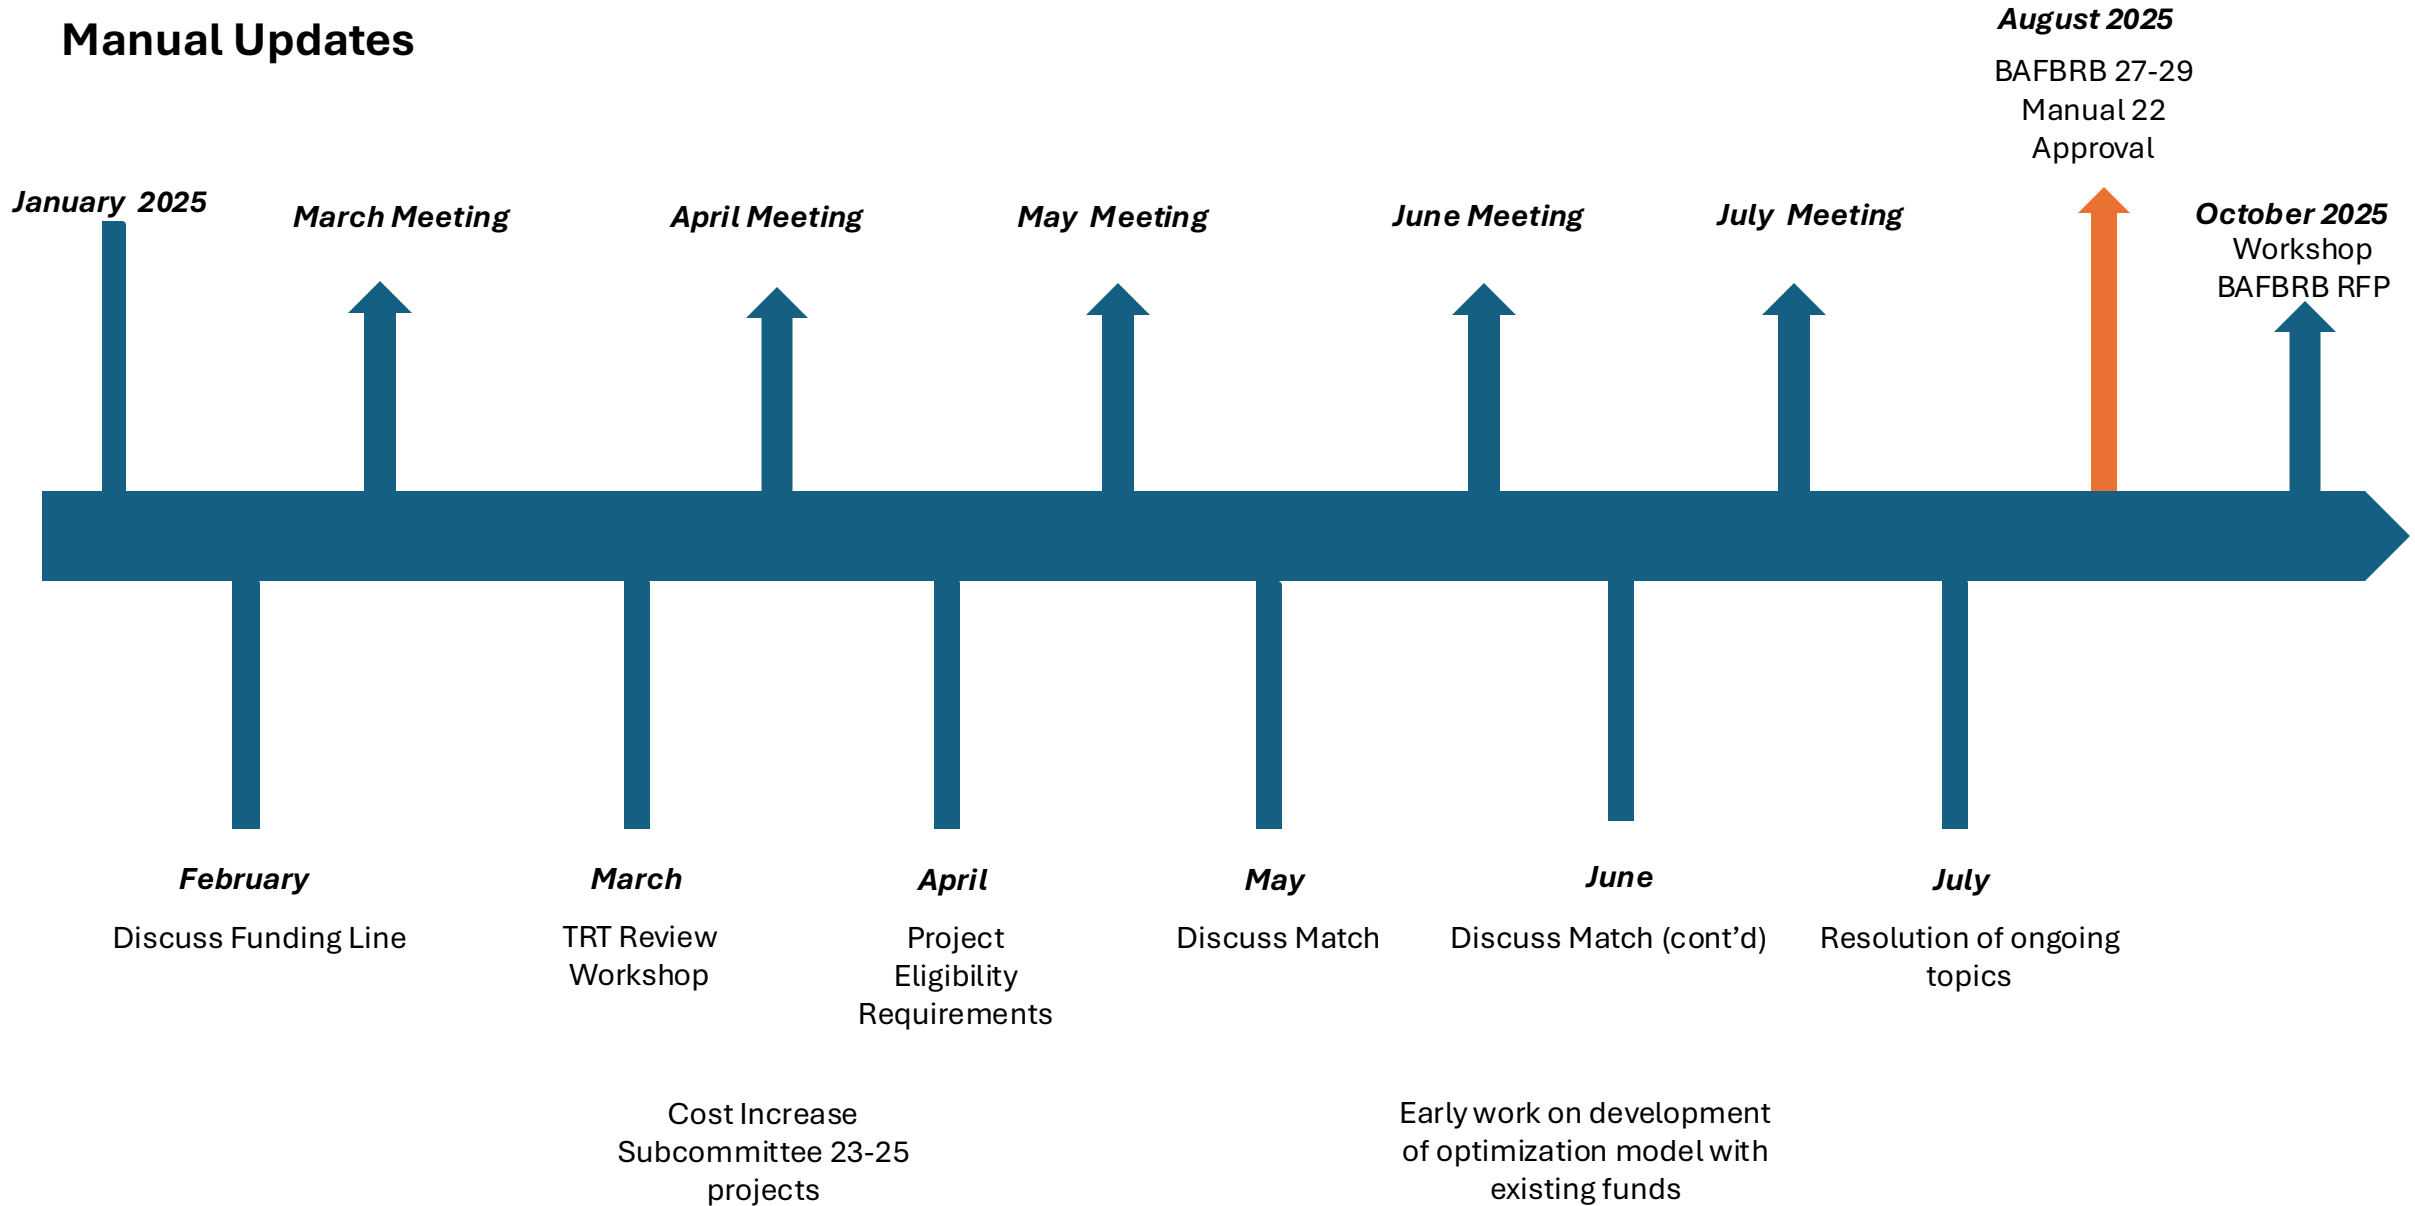 Manual Updates
August 2025
BAFBRB 27-29
Manual 22
Approval
January 2025
March Meeting
April Meeting
May Meeting
June Meeting
July Meeting
October 2025
Workshop
BAFBRB RFP
February
Discuss Funding Line
March
TRT Review
Workshop
April
Project
Eligibility
Requirements
May
Discuss Match
June
Discuss Match (cont’d)
July
Resolution of ongoing
topics
Cost Increase
Subcommittee 23-25
projects
Early work on development
of optimization model with
existing funds